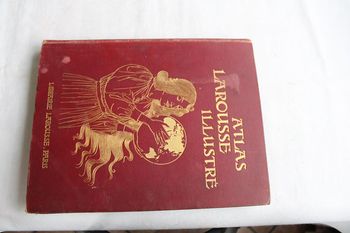 ATLAS
LAROUSSE
ILLUSTRÉ
LIBRAIRIE LAROUSSE, PARIS